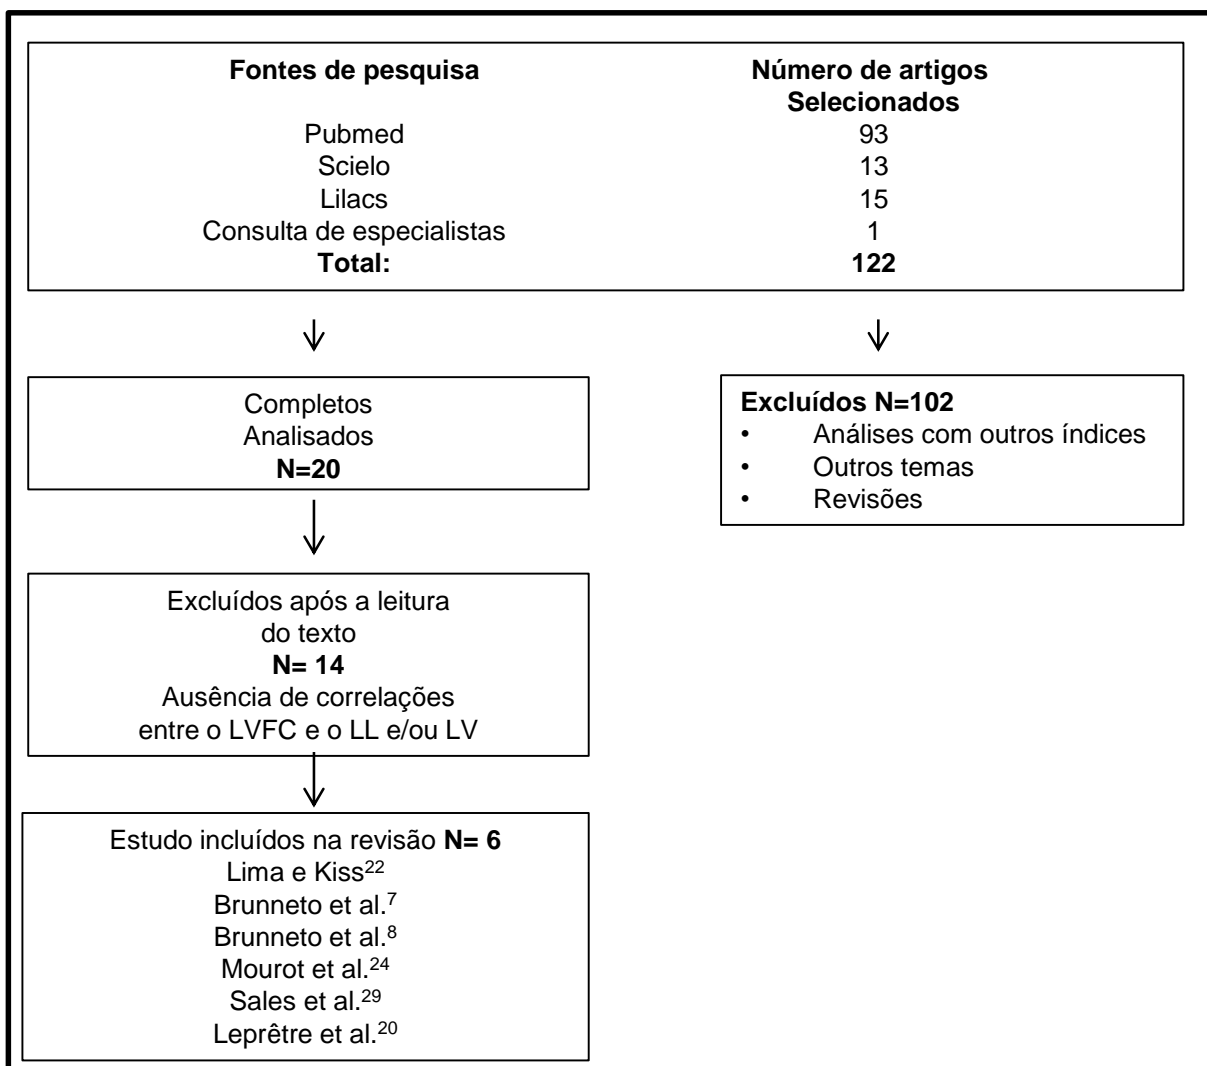 Fontes de pesquisa Número de artigos
Selecionados
Pubmed 93
Scielo 13
Lilacs 15
Consulta de especialistas 1
Total: 122
Completos
Analisados
N=20
Excluídos N=102
• Análises com outros índices
• Outros temas
• Revisões
Excluídos após a leitura
do texto
N= 14
Ausência de correlações
entre o LVFC e o LL e/ou LV
Estudo incluídos na revisão N= 6
Lima e Kiss²²
Brunneto et al.⁷
Brunneto et al.⁸
Mourot et al.²⁴
Sales et al.²⁹
Leprêtre et al.²⁰